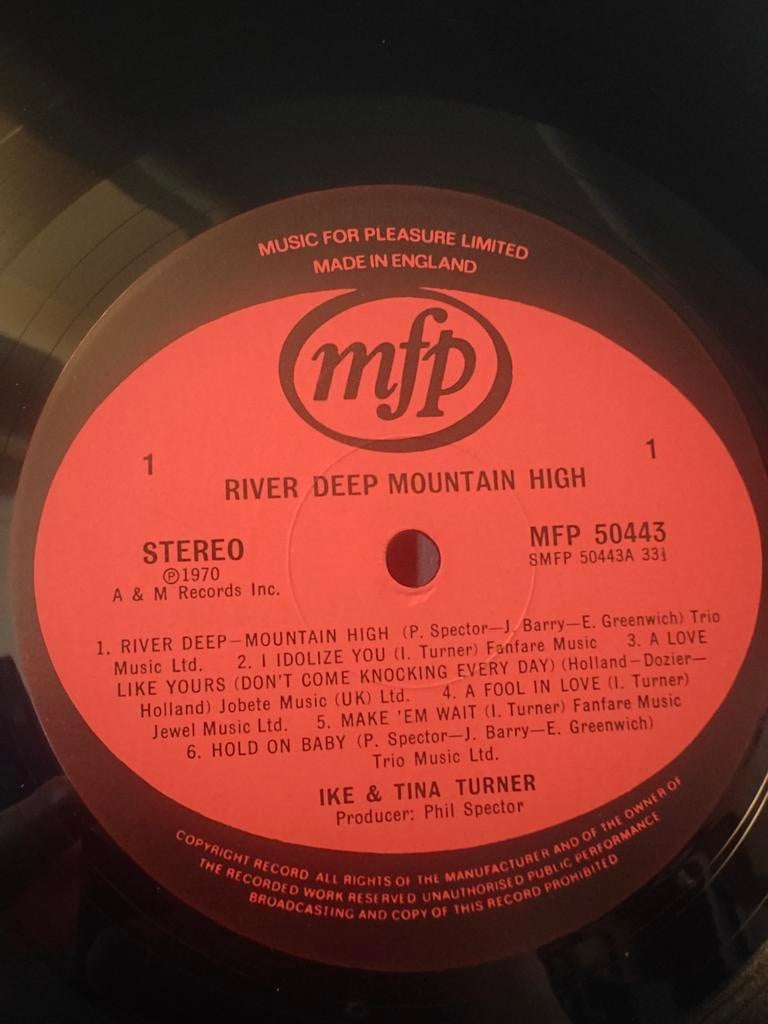 MUSIC FOR PLEASURE LIMITED
MADE IN ENGLAND
mfp
1 1
RIVER DEEP MOUNTAIN HIGH
STEREO MFP 50443
℗1970 SMFP 50443A 33⅓
A & M Records Inc.
1. RIVER DEEP–MOUNTAIN HIGH (P. Spector—J. Barry—E. Greenwich) Trio
Music Ltd. 2. I IDOLIZE YOU (I. Turner) Fanfare Music 3. A LOVE
LIKE YOURS (DON'T COME KNOCKING EVERY DAY) (Holland—Dozier—
Holland) Jobete Music (UK) Ltd. 4. A FOOL IN LOVE (I. Turner)
Jewel Music Ltd. 5. MAKE 'EM WAIT (I. Turner) Fanfare Music
6. HOLD ON BABY (P. Spector—J. Barry—E. Greenwich)
Trio Music Ltd.
IKE & TINA TURNER
Producer: Phil Spector
COPYRIGHT RECORD ALL RIGHTS OF THE MANUFACTURER AND OF THE OWNER OF
THE RECORDED WORK RESERVED UNAUTHORISED PUBLIC PERFORMANCE
BROADCASTING AND COPY OF THIS RECORD PROHIBITED